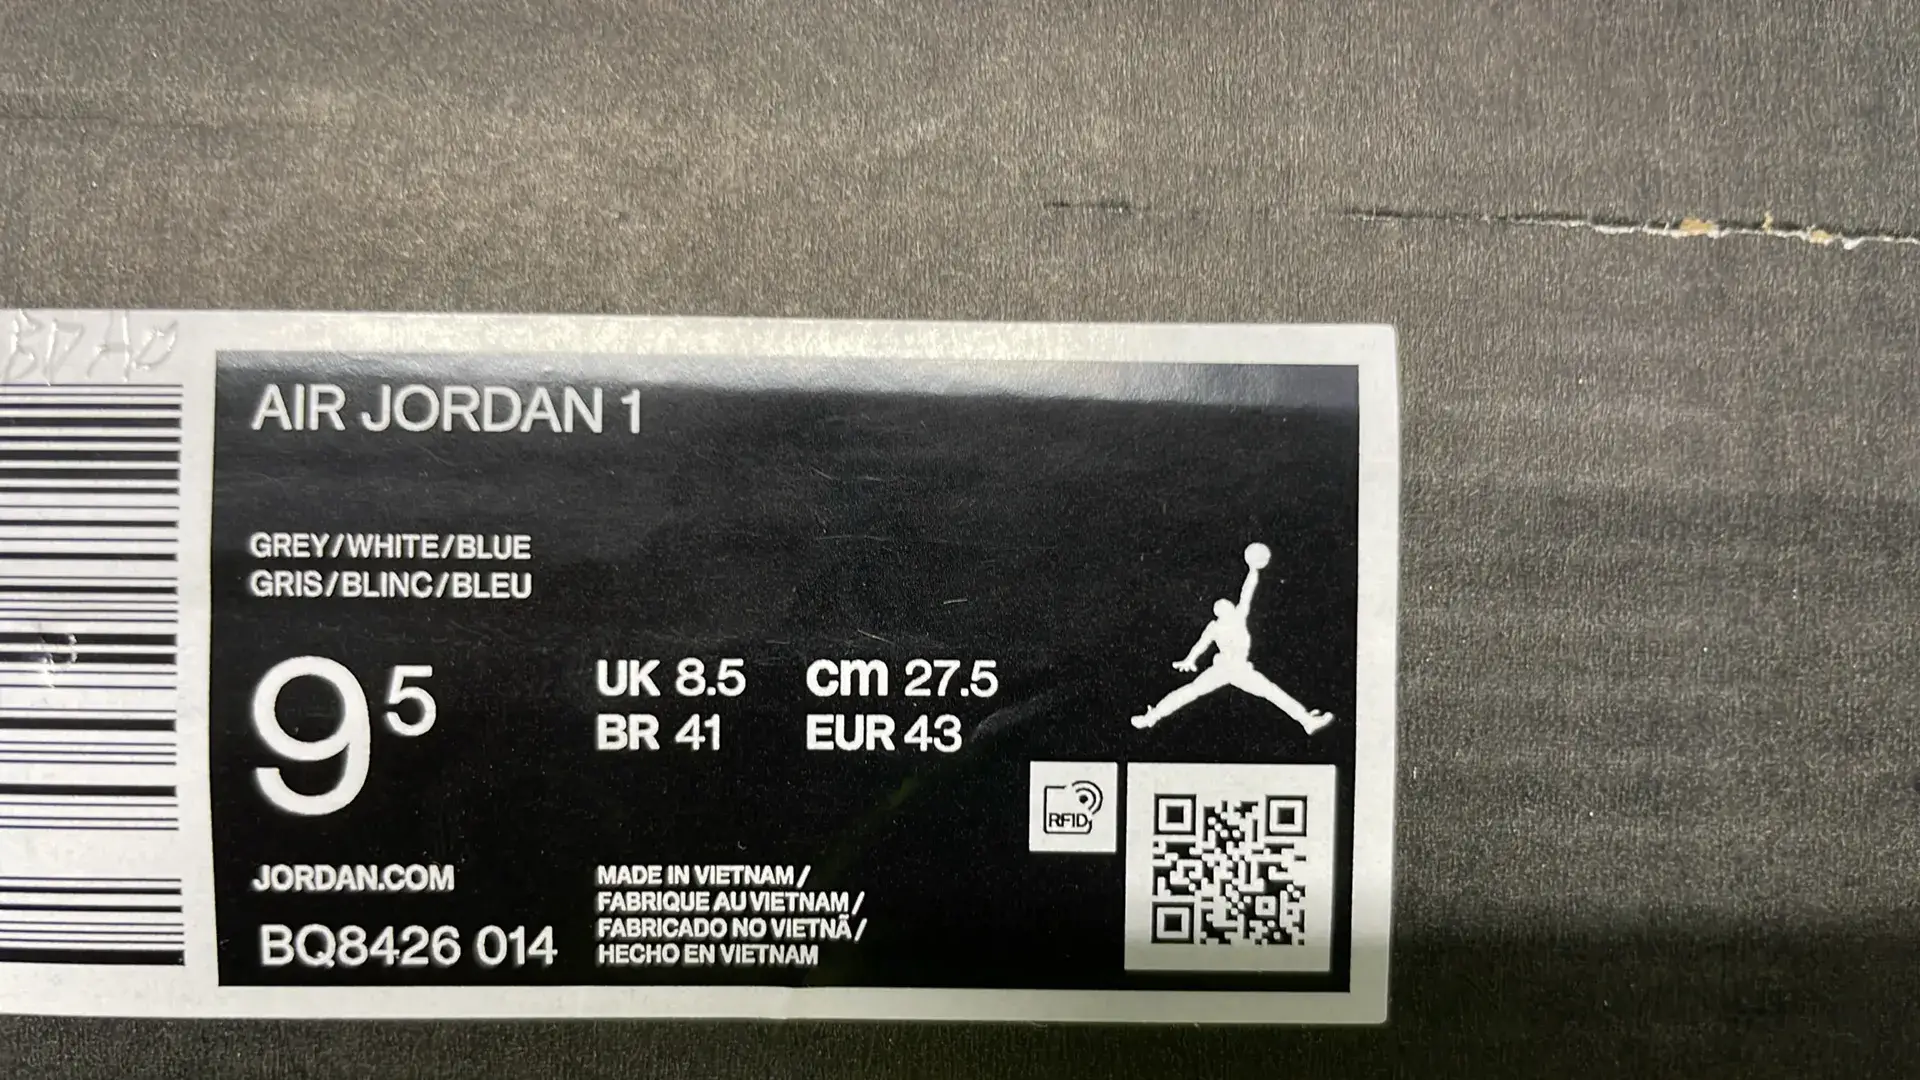 AIR JORDAN 1
GREY/WHITE/BLUE
GRIS/BLINC/BLEU
9 5
UK 8.5 cm 27.5
BR 41 EUR 43
RFID
JORDAN.COM
BQ8426 014
MADE IN VIETNAM/
FABRIQUE AU VIETNAM/
FABRICADO NO VIETNÃ/
HECHO EN VIETNAM